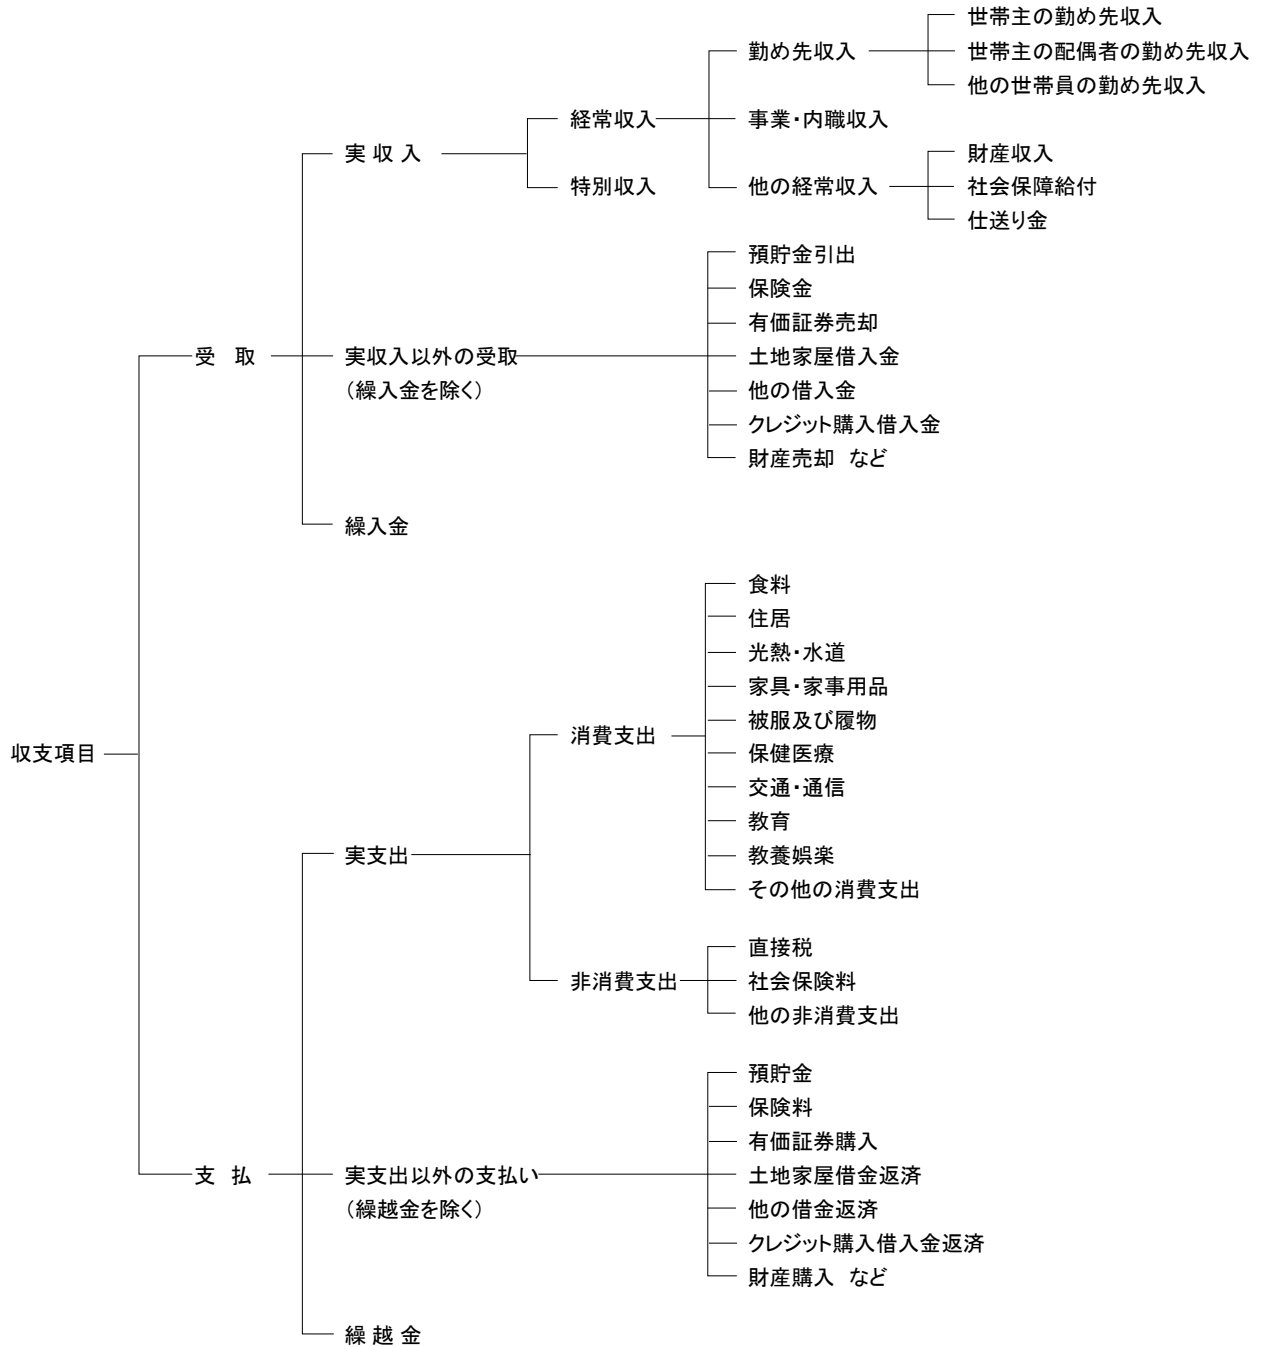 世帯主の勤め先収入
勤め先収入
世帯主の配偶者の勤め先収入
他の世帯員の勤め先収入
経常収入
事業・内職収入
実収入
財産収入
特別収入
他の経常収入
社会保障給付
仕送り金
預貯金引出
保険金
有価証券売却
受 取
実収入以外の受取
土地家屋借入金
(繰入金を除く)
他の借入金
クレジット購入借入金
財産売却 など
繰入金
食料
住居
光熱・水道
家具・家事用品
被服及び履物
消費支出
収支項目
保健医療
交通・通信
教育
実支出
教養娯楽
その他の消費支出
直接税
非消費支出
社会保険料
他の非消費支出
預貯金
保険料
有価証券購入
支 払
実支出以外の支払い
土地家屋借金返済
(繰越金を除く)
他の借金返済
クレジット購入借入金返済
財産購入 など
繰越金